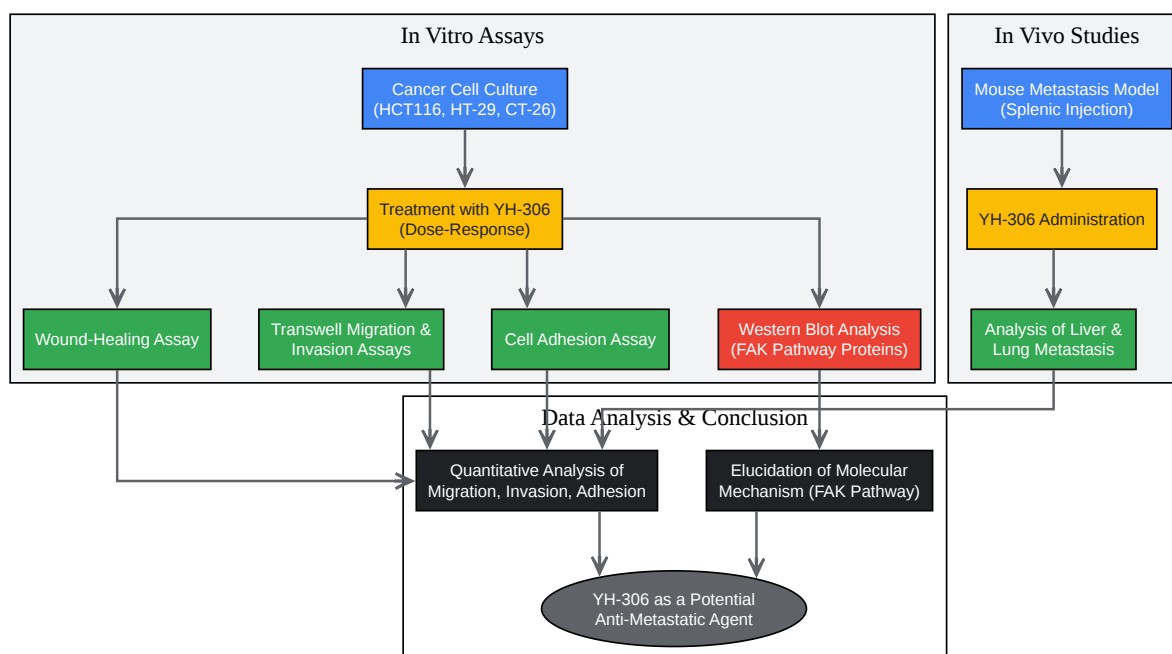 In Vitro Assays
Cancer Cell Culture
(HCT116, HT-29, CT-26)
Treatment with YH-306
(Dose-Response)
Wound-Healing Assay
Transwell Migration &
Invasion Assays
Cell Adhesion Assay
Western Blot Analysis
(FAK Pathway Proteins)
In Vivo Studies
Mouse Metastasis Model
(Splenic Injection)
YH-306 Administration
Analysis of Liver &
Lung Metastasis
Data Analysis & Conclusion
Quantitative Analysis of
Migration, Invasion, Adhesion
Elucidation of Molecular
Mechanism (FAK Pathway)
YH-306 as a Potential
Anti-Metastatic Agent